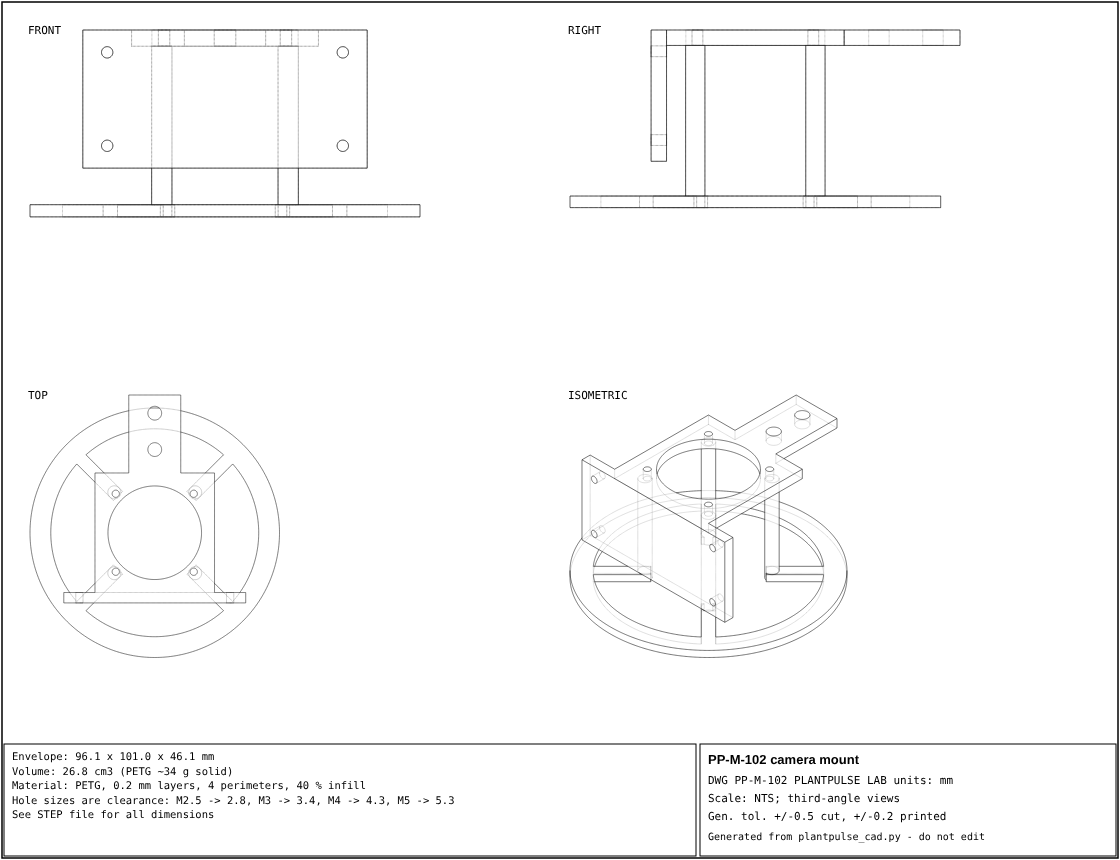 FRONT
RIGHT
TOP
ISOMETRIC
Envelope: 96.1 x 101.0 x 46.1 mm
Volume: 26.8 cm3 (PETG ~34 g solid)
Material: PETG, 0.2 mm layers, 4 perimeters, 40 % infill
Hole sizes are clearance: M2.5 -> 2.8, M3 -> 3.4, M4 -> 4.3, M5 -> 5.3
See STEP file for all dimensions
PP-M-102 camera mount
DWG PP-M-102 PLANTPULSE LAB units: mm
Scale: NTS; third-angle views
Gen. tol. +/-0.5 cut, +/-0.2 printed
Generated from plantpulse_cad.py - do not edit